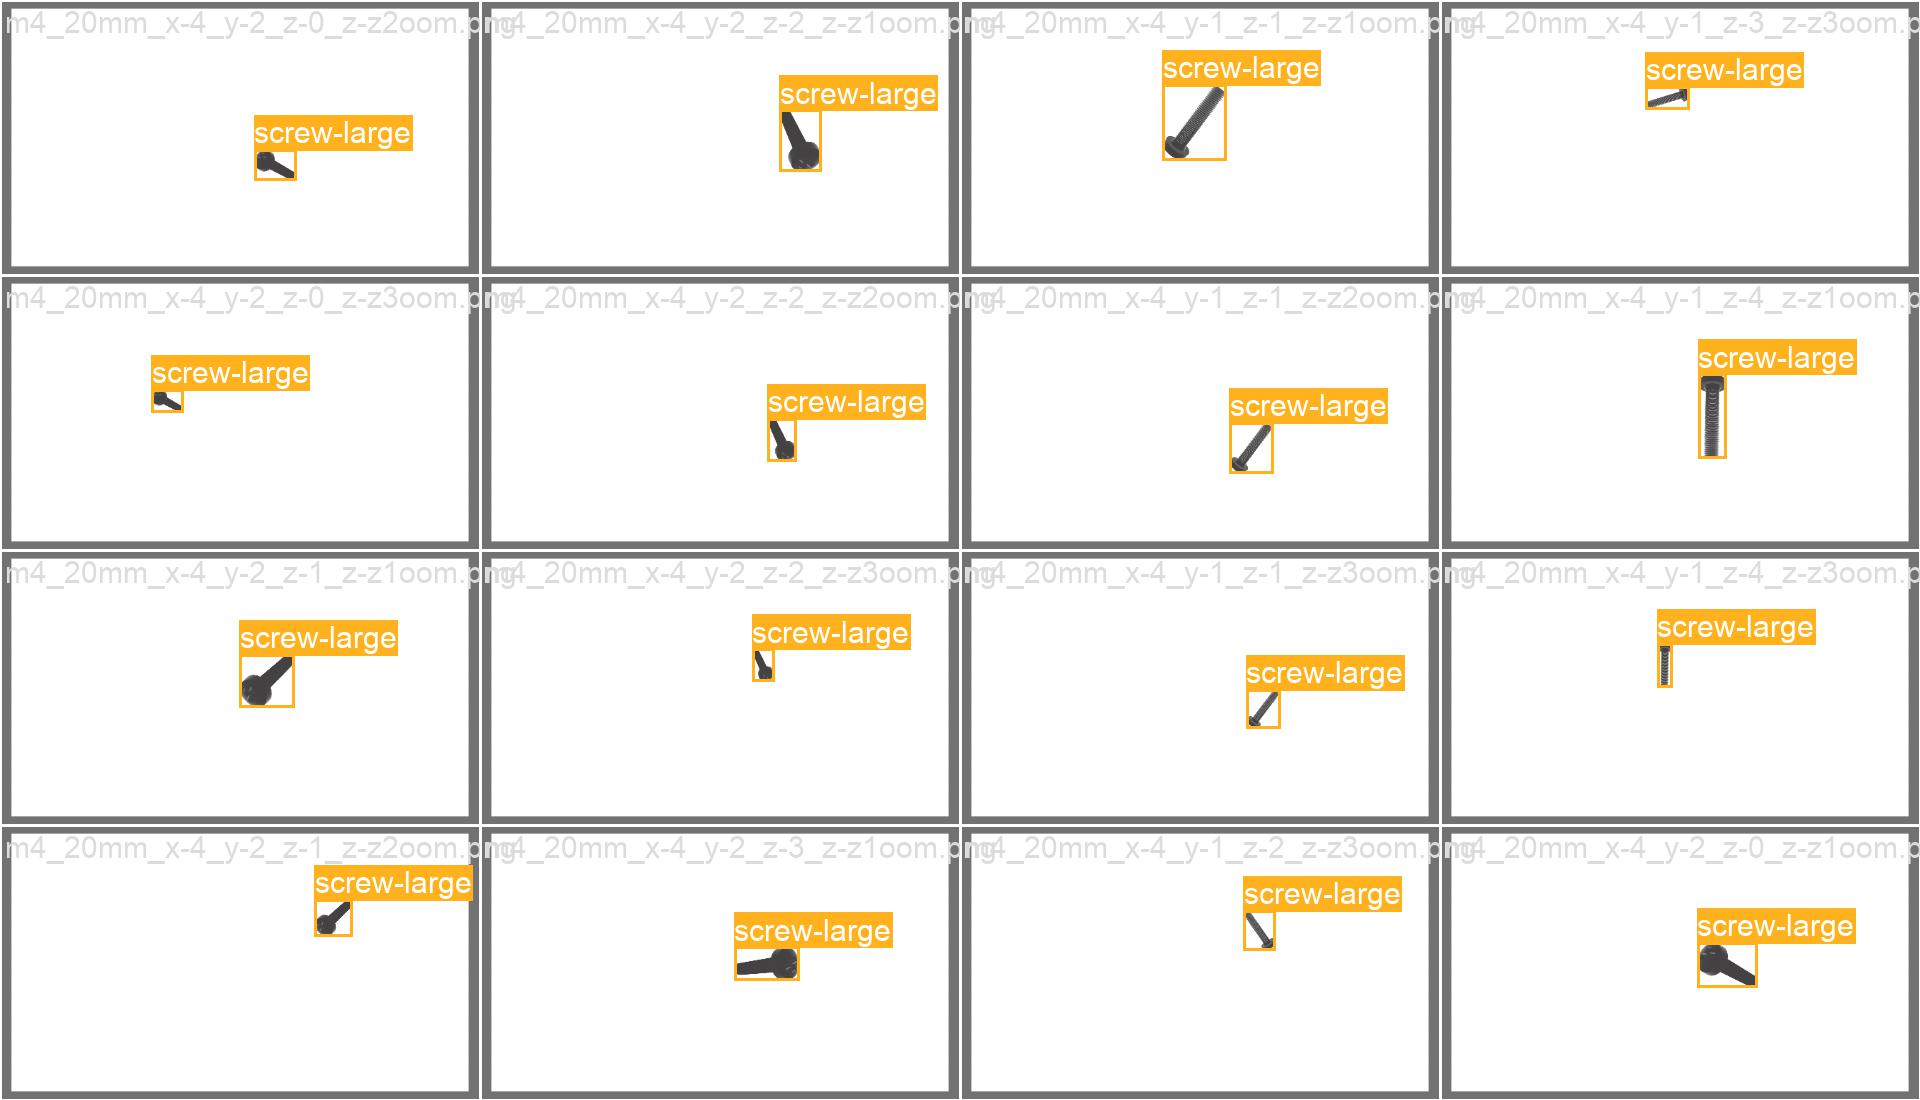 m4_20mm_x-4_y-2_z-0_z-z2oom.png
m4_20mm_x-4_y-2_z-2_z-z1oom.png
m4_20mm_x-4_y-1_z-1_z-z1oom.png
m4_20mm_x-4_y-1_z-3_z-z3oom.p
screw-large
screw-large
screw-large
screw-large
m4_20mm_x-4_y-2_z-0_z-z3oom.png
m4_20mm_x-4_y-2_z-2_z-z2oom.png
m4_20mm_x-4_y-1_z-1_z-z2oom.png
m4_20mm_x-4_y-1_z-4_z-z1oom.p
screw-large
screw-large
screw-large
screw-large
m4_20mm_x-4_y-2_z-1_z-z1oom.png
m4_20mm_x-4_y-2_z-2_z-z3oom.png
m4_20mm_x-4_y-1_z-1_z-z3oom.png
m4_20mm_x-4_y-1_z-4_z-z3oom.p
screw-large
screw-large
screw-large
screw-large
m4_20mm_x-4_y-2_z-1_z-z2oom.png
m4_20mm_x-4_y-2_z-3_z-z1oom.png
m4_20mm_x-4_y-1_z-2_z-z3oom.png
m4_20mm_x-4_y-2_z-0_z-z1oom.p
screw-large
screw-large
screw-large
screw-large